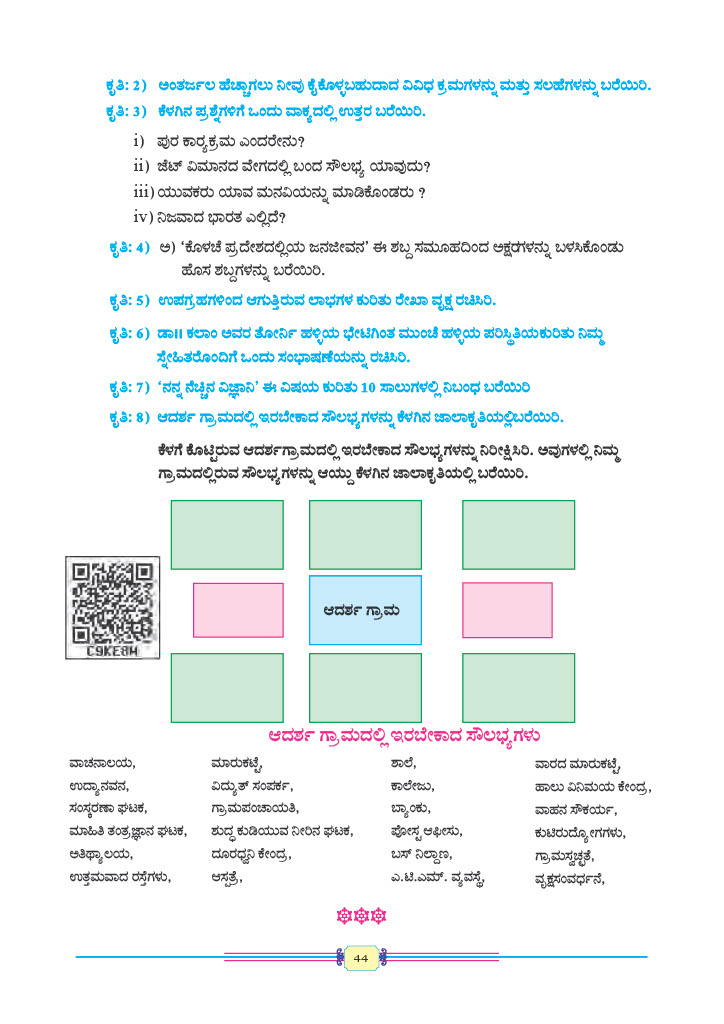 ಕೃತಿ: 2) ಅಂತರ್ಜಲ ಹೆಚ್ಚಾಗಲು ನೀವು ಕೈಕೊಳ್ಳಬಹುದಾದ ವಿವಿಧ ಕ್ರಮಗಳನ್ನು ಮತ್ತು ಸಲಹೆಗಳನ್ನು ಬರೆಯಿರಿ.
ಕೃತಿ: 3) ಕೆಳಗಿನ ಪ್ರಶ್ನೆಗಳಿಗೆ ಒಂದು ವಾಕ್ಯದಲ್ಲಿ ಉತ್ತರ ಬರೆಯಿರಿ.
i) ಪುರ ಕಾರ‍್ಯಕ್ರಮ ಎಂದರೇನು?
ii) ಜೆಟ್ ವಿಮಾನದ ವೇಗದಲ್ಲಿ ಬಂದ ಸೌಲಭ್ಯ ಯಾವುದು?
iii) ಯುವಕರು ಯಾವ ಮನವಿಯನ್ನು ಮಾಡಿಕೊಂಡರು ?
iv) ನಿಜವಾದ ಭಾರತ ಎಲ್ಲಿದೆ?
ಕೃತಿ: 4) ಅ) ‘ಕೊಳಚೆ ಪ್ರದೇಶದಲ್ಲಿಯ ಜನಜೀವನ’ ಈ ಶಬ್ದ ಸಮೂಹದಿಂದ ಅಕ್ಷರಗಳನ್ನು ಬಳಸಿಕೊಂಡು
ಹೊಸ ಶಬ್ದಗಳನ್ನು ಬರೆಯಿರಿ.
ಕೃತಿ: 5) ಉಪಗ್ರಹಗಳಿಂದ ಆಗುತ್ತಿರುವ ಲಾಭಗಳ ಕುರಿತು ರೇಖಾ ವೃಕ್ಷ ರಚಿಸಿರಿ.
ಕೃತಿ: 6) ಡಾ॥ ಕಲಾಂ ಅವರ ತೋರ್ನಿ ಹಳ್ಳಿಯ ಭೇಟಿಗಿಂತ ಮುಂಚೆ ಹಳ್ಳಿಯ ಪರಿಸ್ಥಿತಿಯಕುರಿತು ನಿಮ್ಮ
ಸ್ನೇಹಿತರೊಂದಿಗೆ ಒಂದು ಸಂಭಾಷಣೆಯನ್ನು ರಚಿಸಿರಿ.
ಕೃತಿ: 7) ‘ನನ್ನ ನೆಚ್ಚಿನ ವಿಜ್ಞಾನಿ’ ಈ ವಿಷಯ ಕುರಿತು 10 ಸಾಲುಗಳಲ್ಲಿ ನಿಬಂಧ ಬರೆಯಿರಿ
ಕೃತಿ: 8) ಆದರ್ಶ ಗ್ರಾಮದಲ್ಲಿ ಇರಬೇಕಾದ ಸೌಲಭ್ಯಗಳನ್ನು ಕೆಳಗಿನ ಜಾಲಾಕೃತಿಯಲ್ಲಿಬರೆಯಿರಿ.
ಕೆಳಗೆ ಕೊಟ್ಟಿರುವ ಆದರ್ಶಗ್ರಾಮದಲ್ಲಿ ಇರಬೇಕಾದ ಸೌಲಭ್ಯಗಳನ್ನು ನಿರೀಕ್ಷಿಸಿರಿ. ಅವುಗಳಲ್ಲಿ ನಿಮ್ಮ
ಗ್ರಾಮದಲ್ಲಿರುವ ಸೌಲಭ್ಯಗಳನ್ನು ಆಯ್ದು ಕೆಳಗಿನ ಜಾಲಾಕೃತಿಯಲ್ಲಿ ಬರೆಯಿರಿ.
ಆದರ್ಶ ಗ್ರಾಮ
C9KE8W
ಆದರ್ಶ ಗ್ರಾಮದಲ್ಲಿ ಇರಬೇಕಾದ ಸೌಲಭ್ಯಗಳು
ವಾಚನಾಲಯ, ಮಾರುಕಟ್ಟೆ, ಶಾಲೆ, ವಾರದ ಮಾರುಕಟ್ಟೆ,
ಉದ್ಯಾನವನ, ವಿದ್ಯುತ್ ಸಂಪರ್ಕ, ಕಾಲೇಜು, ಹಾಲು ವಿನಿಮಯ ಕೇಂದ್ರ,
ಸಂಸ್ಕರಣಾ ಘಟಕ, ಗ್ರಾಮಪಂಚಾಯತಿ, ಬ್ಯಾಂಕು, ವಾಹನ ಸೌಕರ್ಯ,
ಮಾಹಿತಿ ತಂತ್ರಜ್ಞಾನ ಘಟಕ, ಶುದ್ಧ ಕುಡಿಯುವ ನೀರಿನ ಘಟಕ, ಪೋಸ್ಟ ಆಫೀಸು, ಕುಟಿರುದ್ಯೋಗಗಳು,
ಅತಿಥ್ಯಾಲಯ, ದೂರಧ್ವನಿ ಕೇಂದ್ರ, ಬಸ್ ನಿಲ್ದಾಣ, ಗ್ರಾಮಸ್ವಚ್ಛತೆ,
ಉತ್ತಮವಾದ ರಸ್ತೆಗಳು, ಆಸ್ಪತ್ರೆ, ಎ.ಟಿ.ಎಮ್. ವ್ಯವಸ್ಥೆ, ವೃಕ್ಷಸಂವರ್ಧನೆ,
44